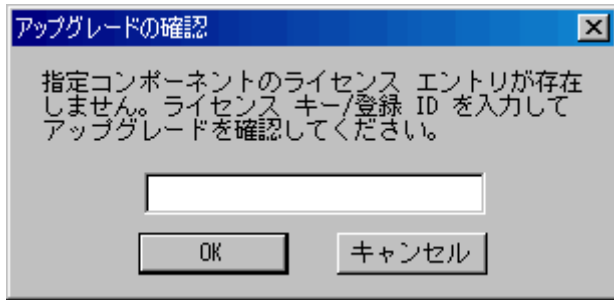 アップグレードの確認
指定コンポーネントのライセンス エントリが存在
しません。ライセンス キー/登録 ID を入力して
アップグレードを確認してください。
OK
キャンセル